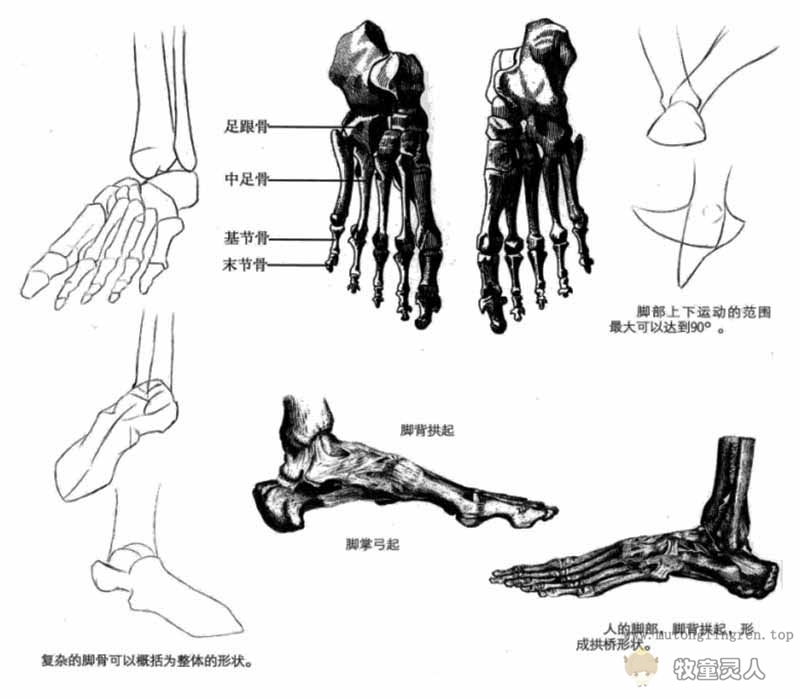 足跟骨
中足骨
基节骨
末节骨
脚部上下运动的范围
最大可以达到90°。
脚背拱起
脚掌弓起
人的脚部，脚背拱起，形
成拱桥形状。
www.mutonglingren.top
牧童灵人
复杂的脚骨可以概括为整体的形状。